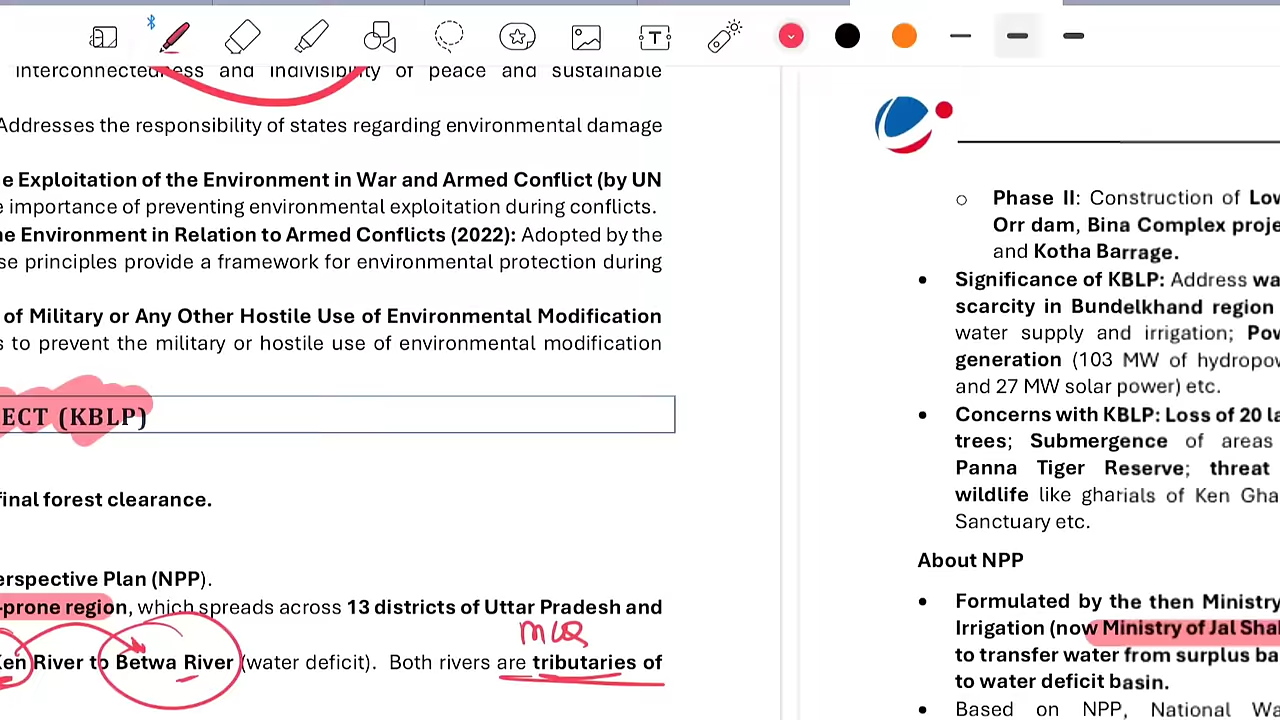 interconnectedness and indivisibility of peace and sustainable
Addresses the responsibility of states regarding environmental damage
e Exploitation of the Environment in War and Armed Conflict (by UN
e importance of preventing environmental exploitation during conflicts.
he Environment in Relation to Armed Conflicts (2022): Adopted by the
se principles provide a framework for environmental protection during
of Military or Any Other Hostile Use of Environmental Modification
s to prevent the military or hostile use of environmental modification
ECT (KBLP)
final forest clearance.
erspective Plan (NPP).
-prone region, which spreads across 13 districts of Uttar Pradesh and
MCQ
Ken River to Betwa River (water deficit). Both rivers are tributaries of
o Phase II: Construction of Low
Orr dam, Bina Complex proje
and Kotha Barrage.
• Significance of KBLP: Address wa
scarcity in Bundelkhand region
water supply and irrigation; Pow
generation (103 MW of hydropow
and 27 MW solar power) etc.
• Concerns with KBLP: Loss of 20 la
trees; Submergence of areas
Panna Tiger Reserve; threat
wildlife like gharials of Ken Gha
Sanctuary etc.
About NPP
• Formulated by the then Ministry
Irrigation (now Ministry of Jal Shak
to transfer water from surplus ba
to water deficit basin.
• Based on NPP, National Wa